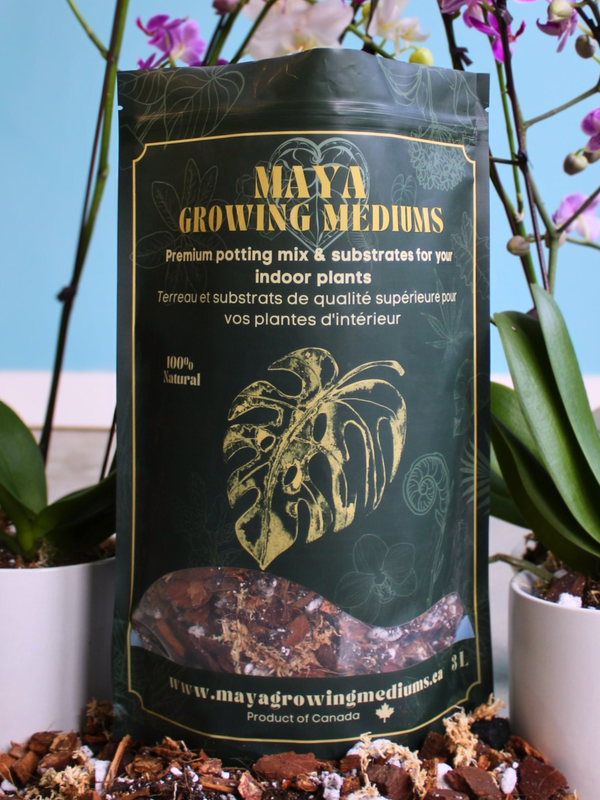 MAYA
GROWING MEDIUMS
Premium potting mix & substrates for your
indoor plants
Terreau et substrats de qualité supérieure pour
vos plantes d'intérieur
100%
Natural
3 L
www.mayagrowingmediums.ca
Product of Canada